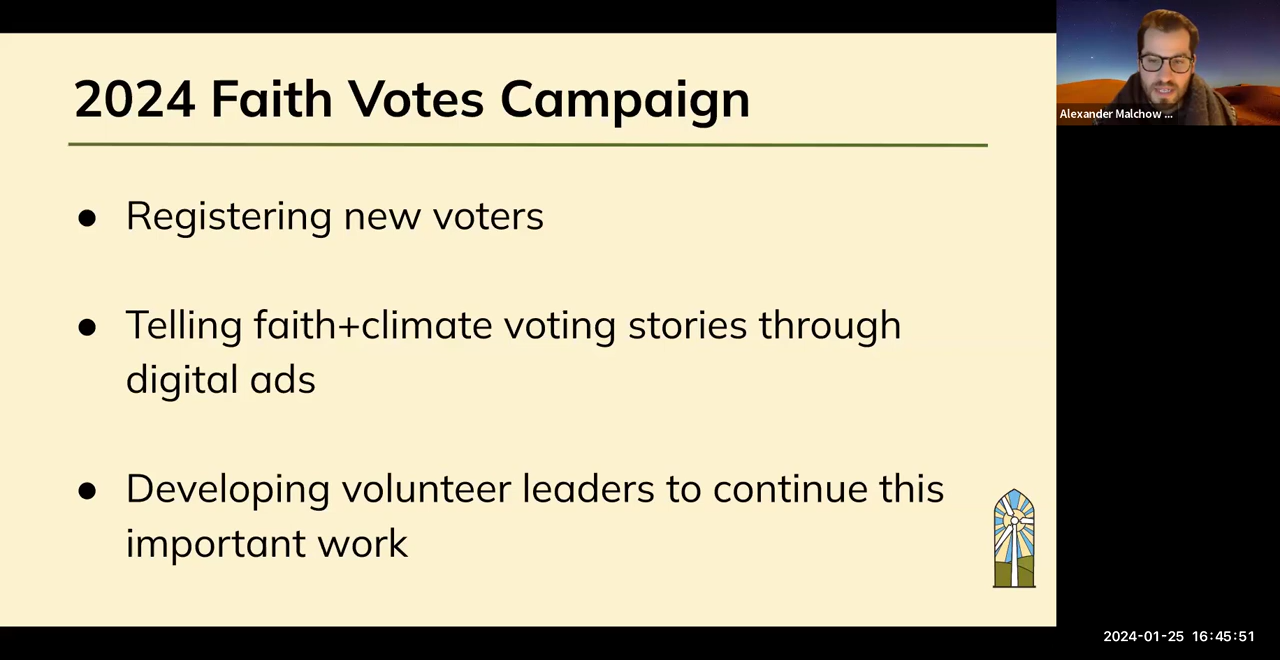 2024 Faith Votes Campaign
● Registering new voters
● Telling faith+climate voting stories through
digital ads
● Developing volunteer leaders to continue this
important work
Alexander Malchow ...
2024-01-25 16:45:51